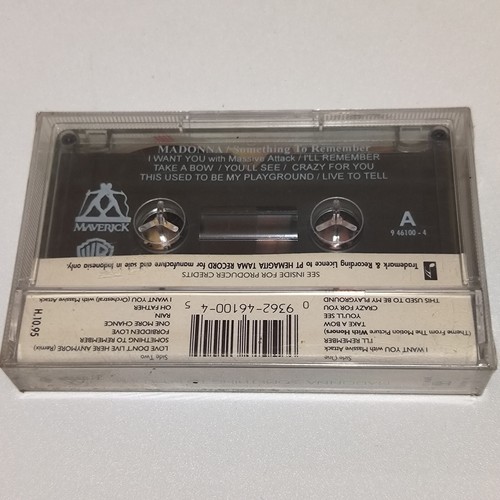 MADONNA / Something To Remember
I WANT YOU with Massive Attack / I'LL REMEMBER
TAKE A BOW / YOU'LL SEE / CRAZY FOR YOU
THIS USED TO BE MY PLAYGROUND / LIVE TO TELL
MAVERICK
A
9 46100 - 4
Trademark & Recording Licence to PT HEMAGITA TAMA RECORD for manufacture and sale in Indonesia only.
SEE INSIDE FOR PRODUCER CREDITS
Side One
I WANT YOU with Massive Attack
I'LL REMEMBER
(Theme From The Motion Picture With Honors)
TAKE A BOW
YOU'LL SEE
CRAZY FOR YOU
THIS USED TO BE MY PLAYGROUND
0 9362-46100-4 5
Side Two
LOVE DON'T LIVE HERE ANYMORE (Remix)
SOMETHING TO REMEMBER
FORBIDDEN LOVE
ONE MORE CHANCE
RAIN
OH FATHER
I WANT YOU (Orchestral) with Massive Attack
H.10.95